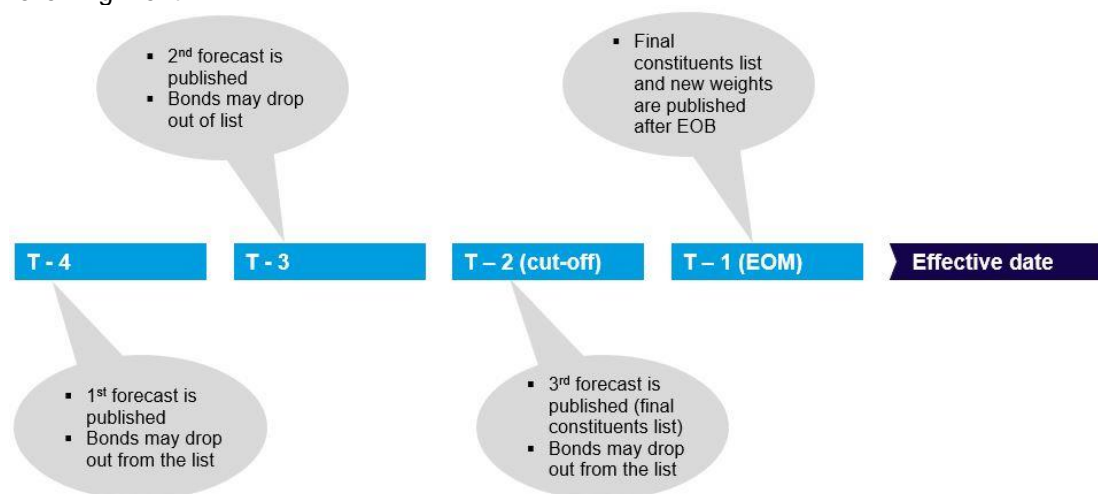 ▪ 2nd forecast is
published
▪ Bonds may drop
out of list
▪ Final
constituents list
and new weights
are published
after EOB
T - 4
T - 3
T – 2 (cut-off)
T – 1 (EOM)
Effective date
▪ 1st forecast is
published
▪ Bonds may drop
out from the list
▪ 3rd forecast is
published (final
constituents list)
▪ Bonds may drop
out from the list